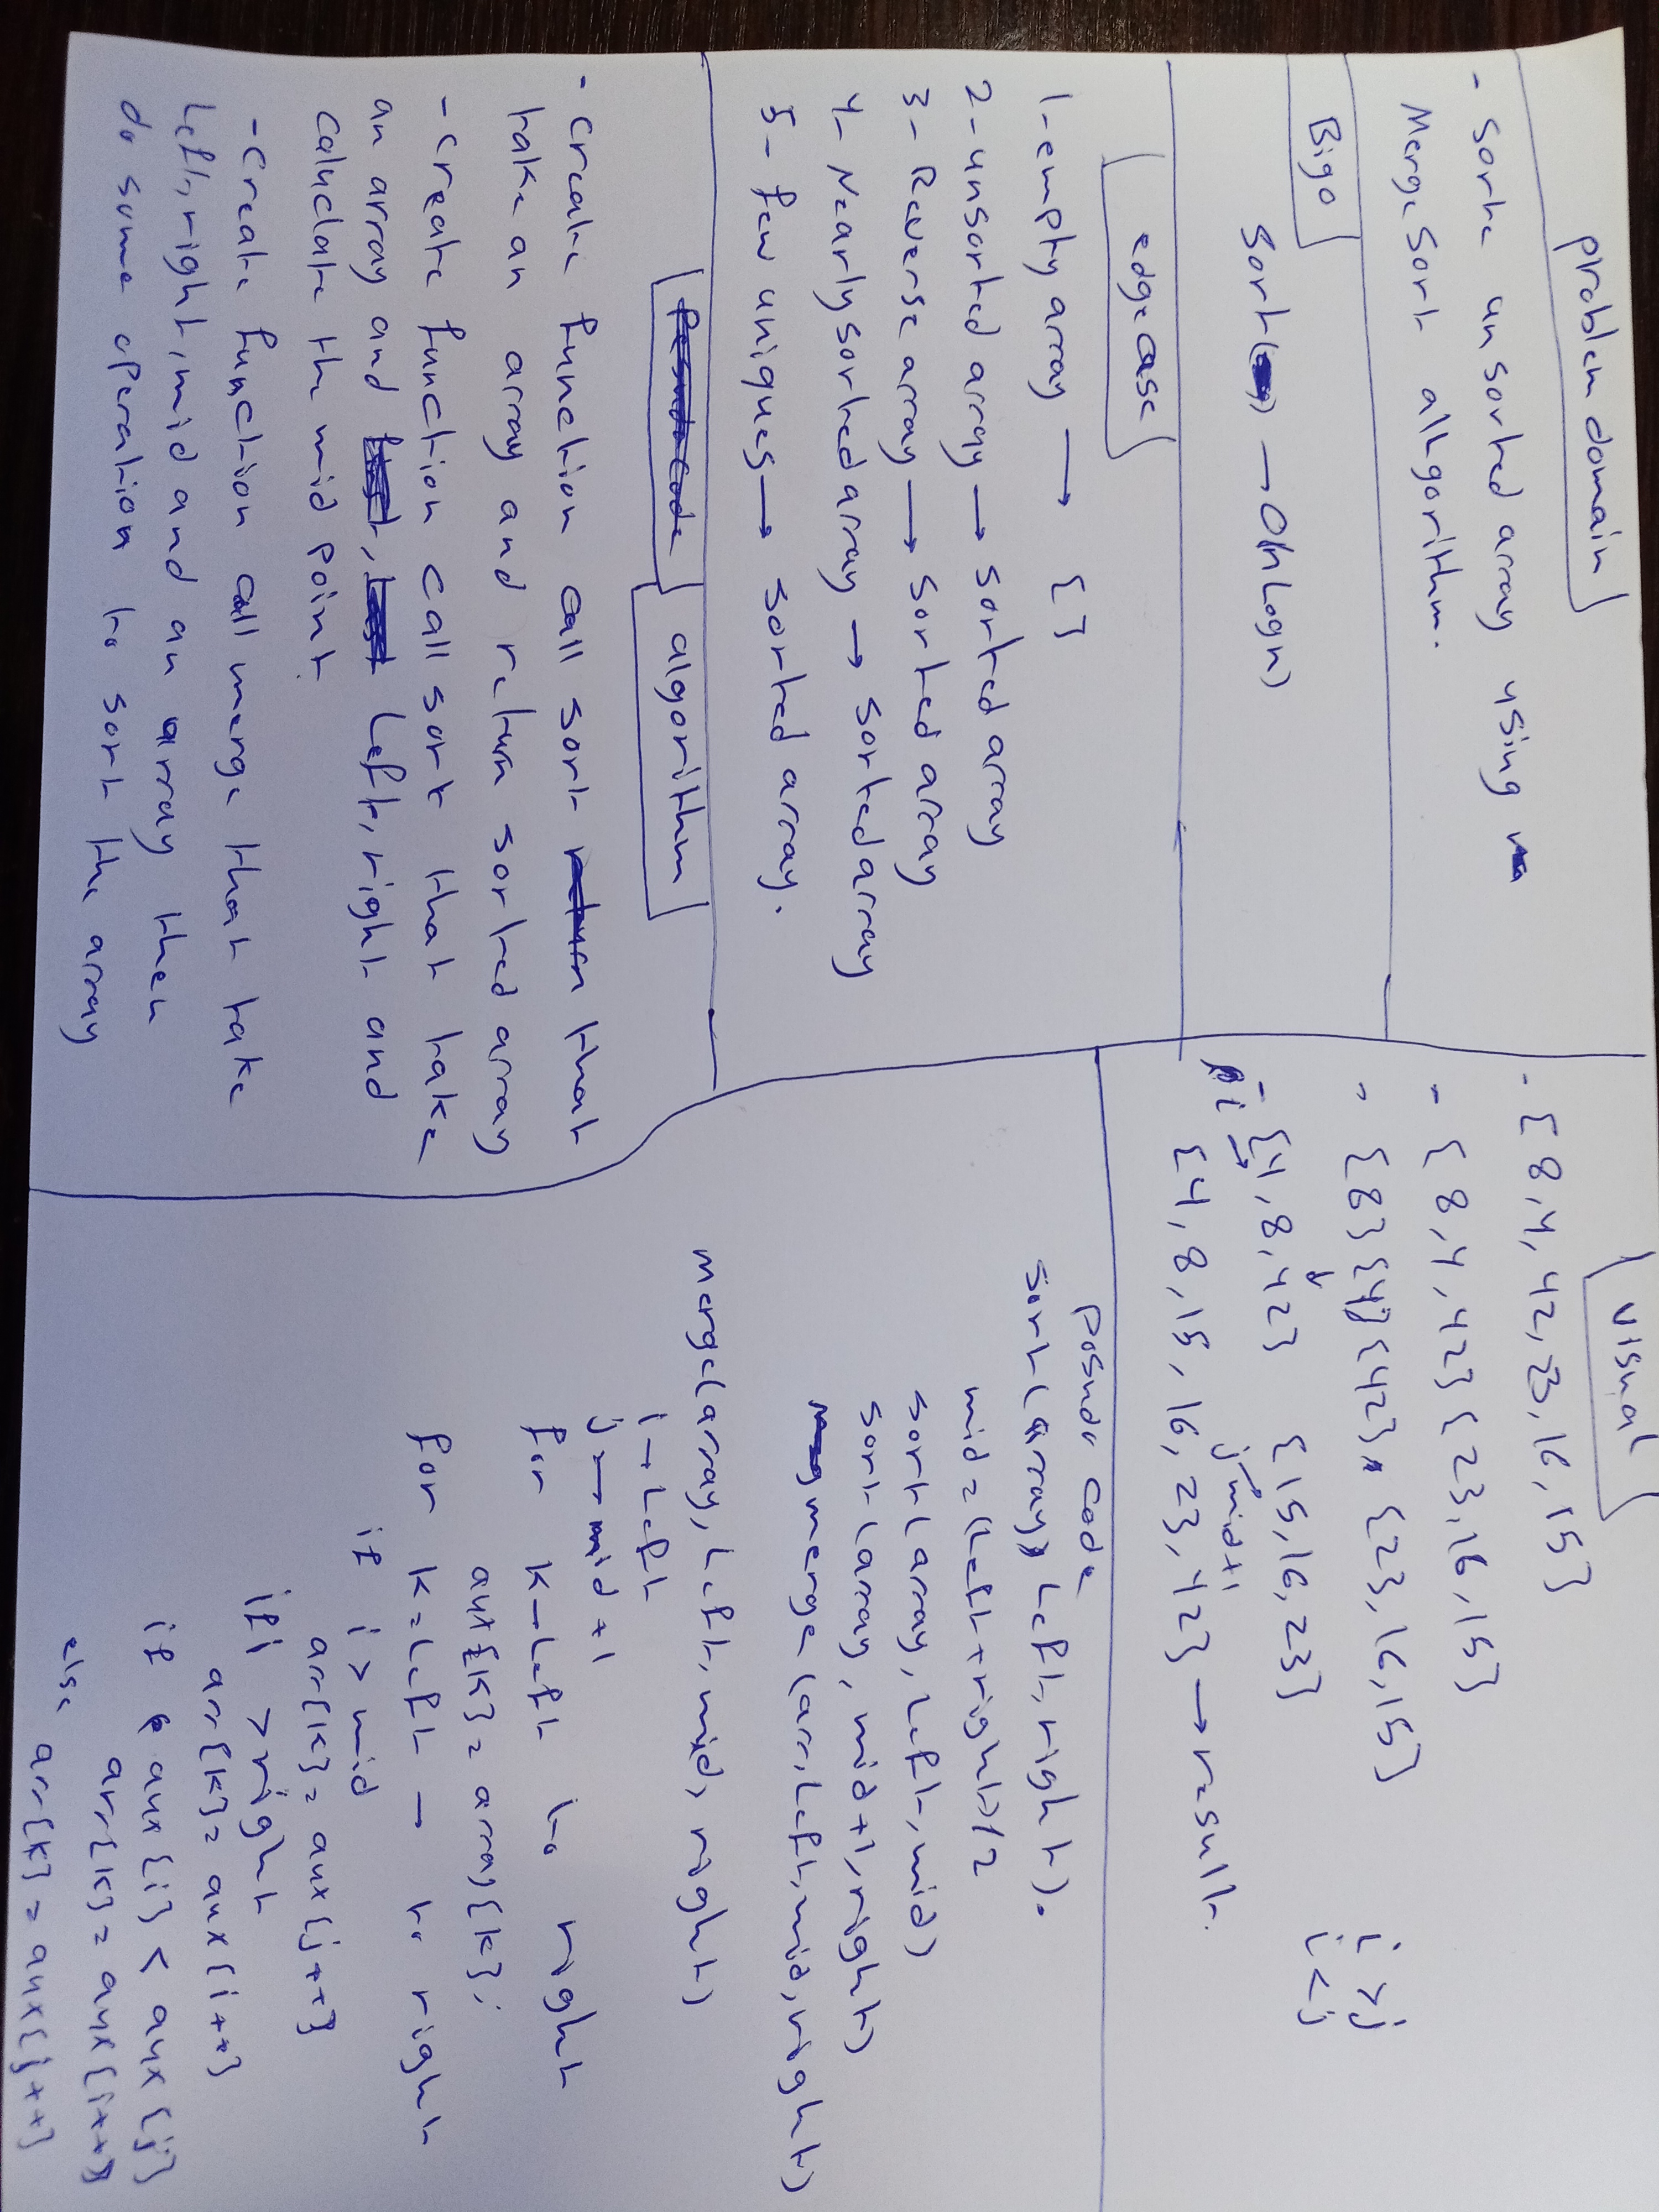 problem domain
- Sorte unsorted array using
Merge Sort allgorithm.
Big o
Sort( ) → O(n Log n)
edge case
1- empty array → { }
2- unsorted array → sorted array
3- Reverse array → sorted array
4- Nearly sorted array → sorted array
5- few uniques → sorted array.
Pesudo code algorithm
- create function call sort return that
take an array and return sorted array
- create function call sort that take
an array and first, last Left, right and
caluclate the mid point.
- create function call merge that take
Left, right, mid and an array then
do some operation to sort the array
visual
- { 8, 4, 42, 23, 16, 15 }
- { 8, 4, 42 } { 23, 16, 15 }
- { 8 } { 4 } { 42 } { 23, 16, 15 }
i > j
i < j
↓
- { 4, 8, 42 } { 15, 16, 23 }
i → j → mid+1
{ 4, 8, 15, 16, 23, 42 } → result.
posudo code
sort(array, Left, right).
mid = (Left + right)/2
sort(array, Left, mid)
sort(array, mid+1, right)
merge (arr, Left, mid, right)
merge(array, Left, mid, right)
i → Left
j → mid + 1
for k → Left to right
aux{k} = array{k};
for k = Left → to right
if i > mid
arr{k} = aux{j++}
if i > right
arr{k} = aux{i++}
if aux{i} < aux{j}
arr{k} = aux{i++}
else
arr{k} = aux{j++}